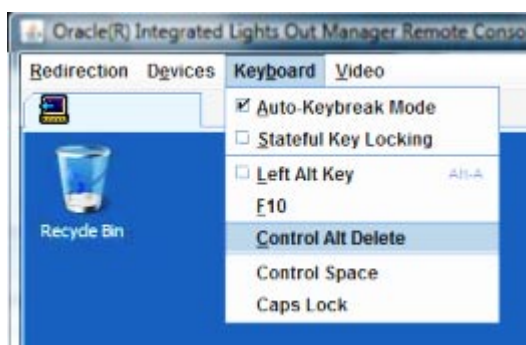 Oracle(R) Integrated Lights Out Manager Remote Conso
Redirection Devices Keyboard Video
Auto-Keybreak Mode
Stateful Key Locking
Left Alt Key Alt-A
F10
Control Alt Delete
Control Space
Caps Lock
Recycle Bin